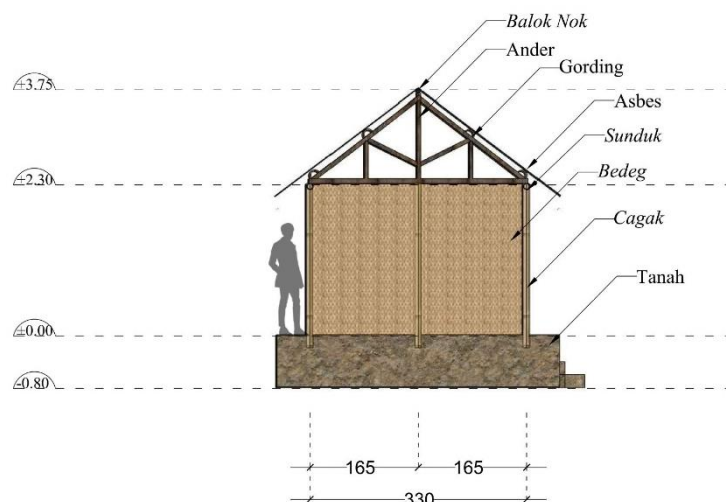 Balok Nok
Ander
+3.75
Gording
Asbes
Sunduk
+2.30
Bedeg
Cagak
Tanah
±0.00
-0.80
165 165
330